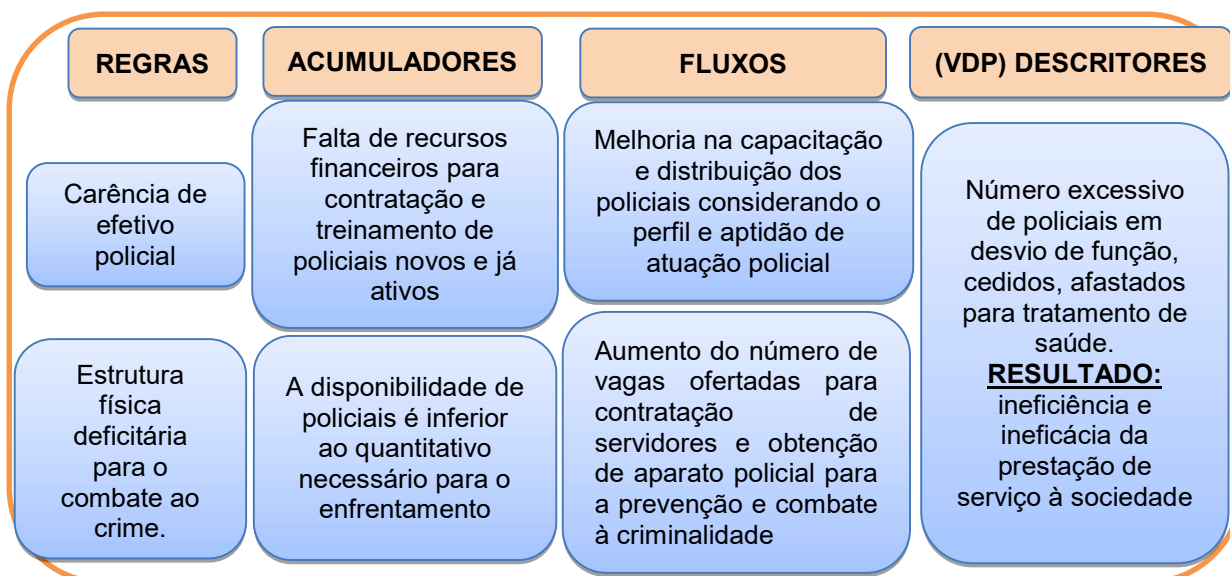 REGRAS
Carência de
efetivo
policial
Estrutura
física
deficitária
para o
combate ao
crime.
ACUMULADORES
Falta de recursos
financeiros para
contratação e
treinamento de
policiais novos e já
ativos
A disponibilidade de
policiais é inferior
ao quantitativo
necessário para o
enfrentamento
FLUXOS
Melhoria na capacitação
e distribuição dos
policiais considerando o
perfil e aptidão de
atuação policial
Aumento do número de
vagas ofertadas para
contratação de
servidores e obtenção
de aparato policial para
a prevenção e combate
à criminalidade
(VDP) DESCRITORES
Número excessivo
de policiais em
desvio de função,
cedidos, afastados
para tratamento de
saúde.
RESULTADO:
ineficiência e
ineficácia da
prestação de
serviço à sociedade